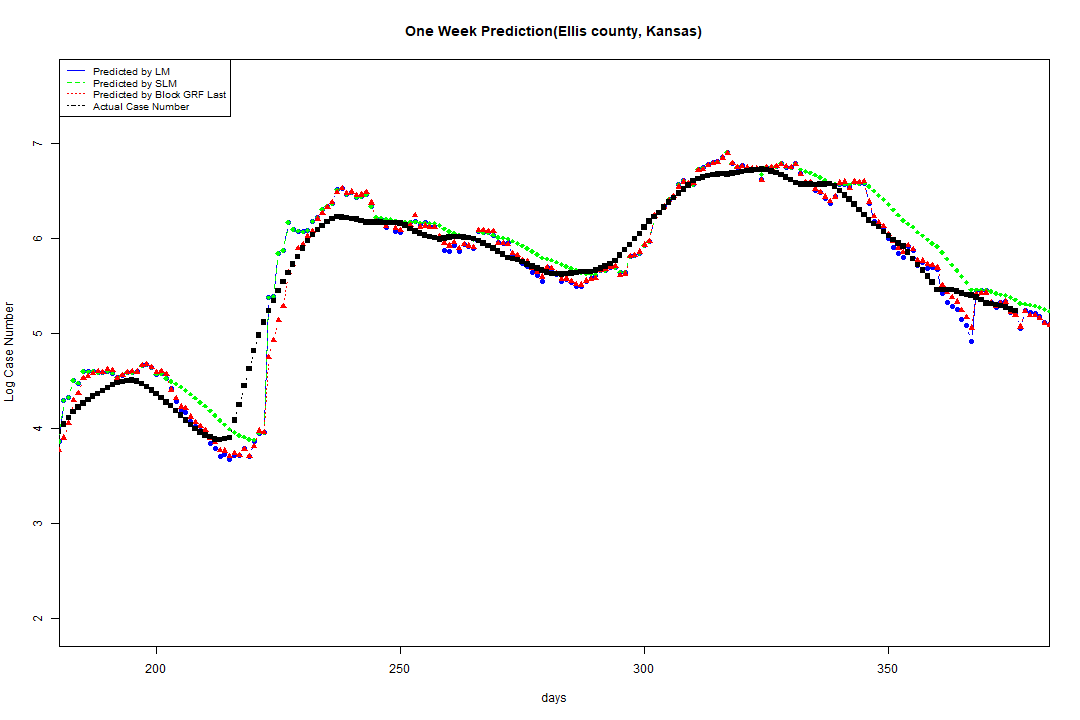 One Week Prediction(Ellis county, Kansas)
Predicted by LM
Predicted by SLM
Predicted by Block GRF Last
Actual Case Number
7
6
5
4
3
2
Log Case Number
200
250
300
350
days